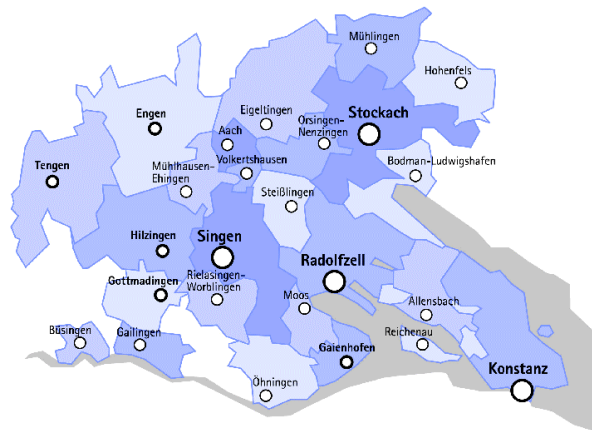 Mühlingen
Hohenfels
Engen
Eigeltingen
Stockach
Orsingen-
Nenzingen
Aach
Tengen
Mühlhausen-
Ehingen
Volkertshausen
Bodman-Ludwigshafen
Steißlingen
Hilzingen
Singen
Radolfzell
Gottmadingen
Rielasingen-
Worblingen
Moos
Allensbach
Büsingen
Gailingen
Reichenau
Gaienhofen
Konstanz
Öhningen